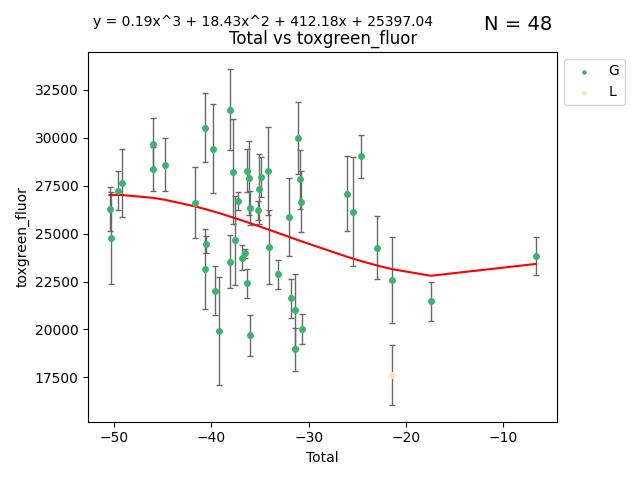 y = 0.19x^3 + 18.43x^2 + 412.18x + 25397.04
N = 48
Total vs toxgreen_fluor
G
L
32500
30000
27500
25000
22500
20000
17500
toxgreen_fluor
−50
−40
−30
−20
−10
Total